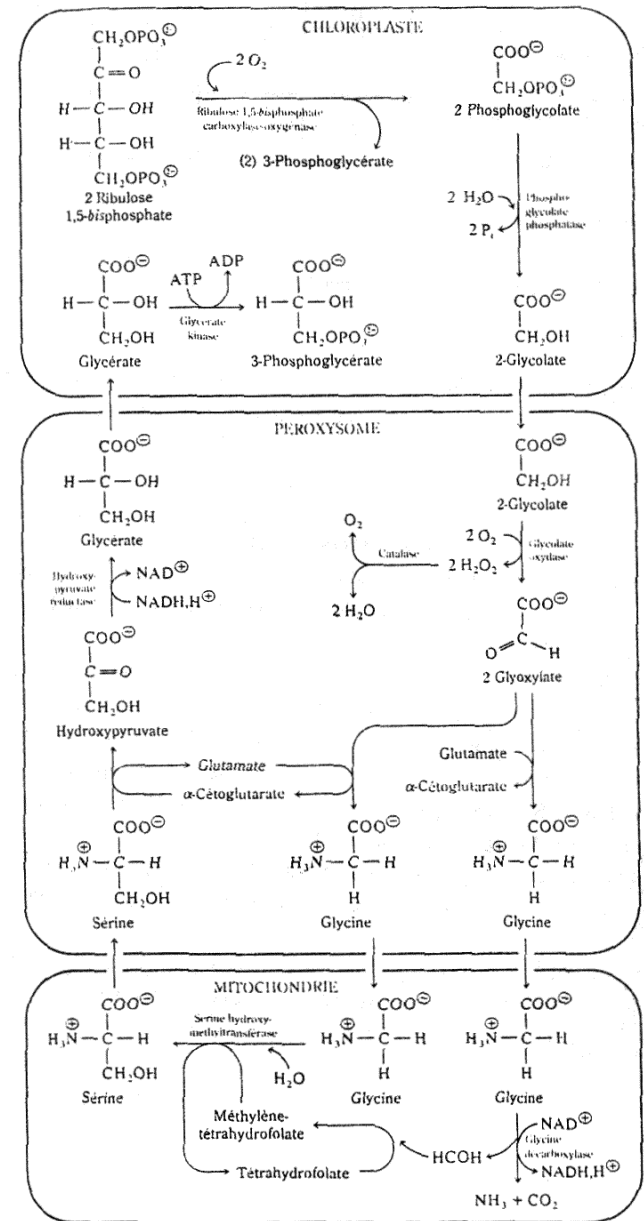 CHLOROPLASTE
CH₂OPO₃²⊖
C=O
H—C—OH
H—C—OH
CH₂OPO₃²⊖
2 Ribulose
1,5-bisphosphate
2 O₂
Ribulose 1,5-bisphosphate
carboxylase-oxygénase
(2) 3-Phosphoglycérate
COO⊖
CH₂OPO₃²⊖
2 Phosphoglycolate
2 H₂O
2 Pᵢ
Phospho-
glycolate
phosphatase
COO⊖
H—C—OH
CH₂OH
Glycérate
ATP
ADP
Glycérate
kinase
COO⊖
H—C—OH
CH₂OPO₃²⊖
3-Phosphoglycérate
COO⊖
CH₂OH
2-Glycolate
PEROXYSOME
COO⊖
H—C—OH
CH₂OH
Glycérate
COO⊖
CH₂OH
2-Glycolate
2 O₂
2 H₂O₂
Glycolate
oxydase
Catalase
O₂
2 H₂O
Hydroxy-
pyruvate
reductase
NAD⊕
NADH,H⊕
COO⊖
C
O
H
2 Glyoxylate
COO⊖
C=O
CH₂OH
Hydroxypyruvate
Glutamate
α-Cétoglutarate
Glutamate
α-Cétoglutarate
COO⊖
H₃N⊕—C—H
CH₂OH
Sérine
COO⊖
H₃N⊕—C—H
H
Glycine
COO⊖
H₃N⊕—C—H
H
Glycine
MITOCHONDRIE
COO⊖
H₃N⊕—C—H
CH₂OH
Sérine
Sérine hydroxy-
méthyltransférase
H₂O
COO⊖
H₃N⊕—C—H
H
Glycine
COO⊖
H₃N⊕—C—H
H
Glycine
Méthylène-
tétrahydrofolate
Tétrahydrofolate
HCOH
NAD⊕
Glycine
décarboxylase
NADH,H⊕
NH₃ + CO₂